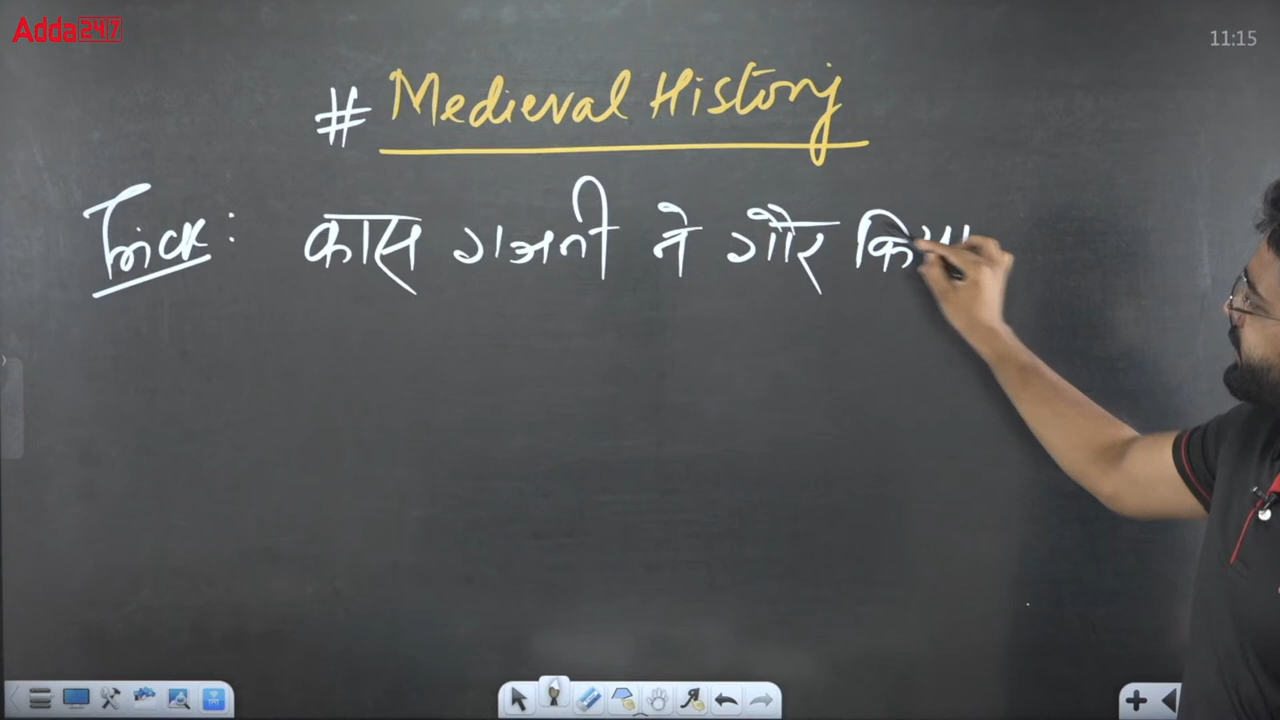 Adda247
11:15
# Medieval History
Trick: कास गजनी ने गौर किया